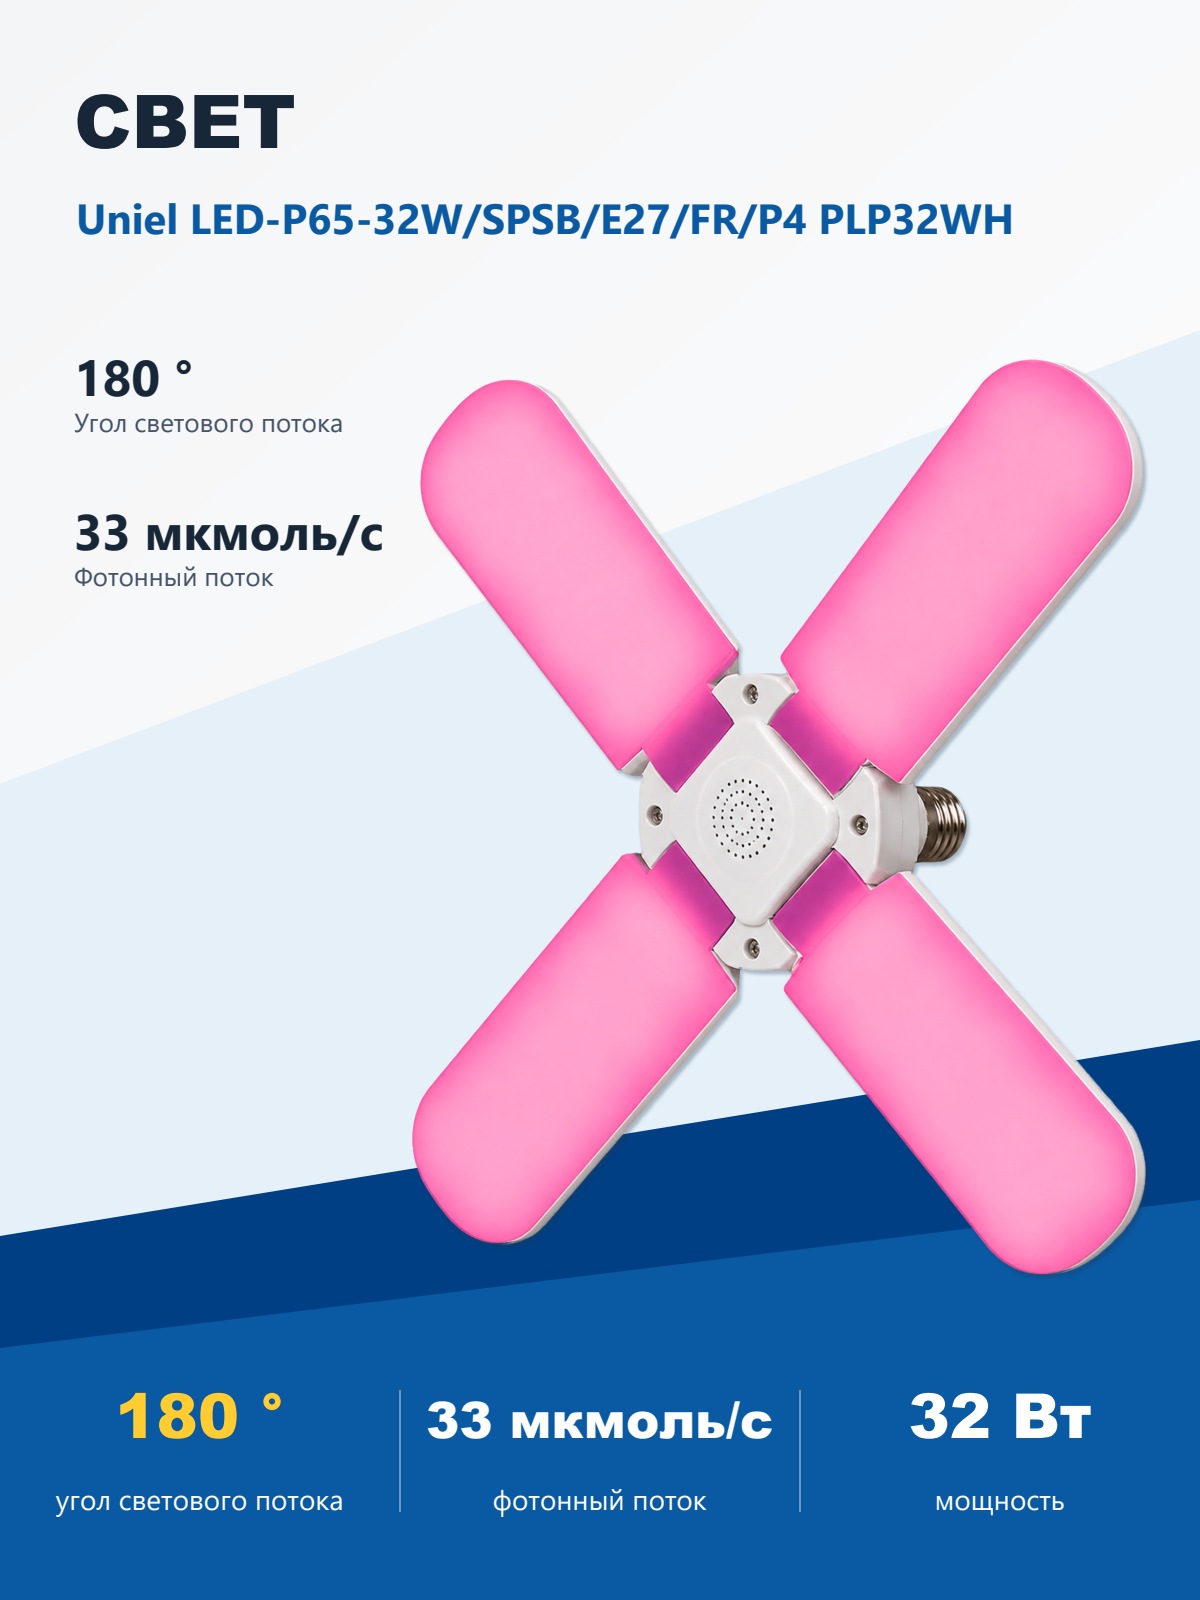 СВЕТ
Uniel LED-P65-32W/SPSB/E27/FR/P4 PLP32WH
180 °
Угол светового потока
33 мкмоль/с
Фотонный поток
180 °
33 мкмоль/с
32 Вт
угол светового потока
фотонный поток
мощность